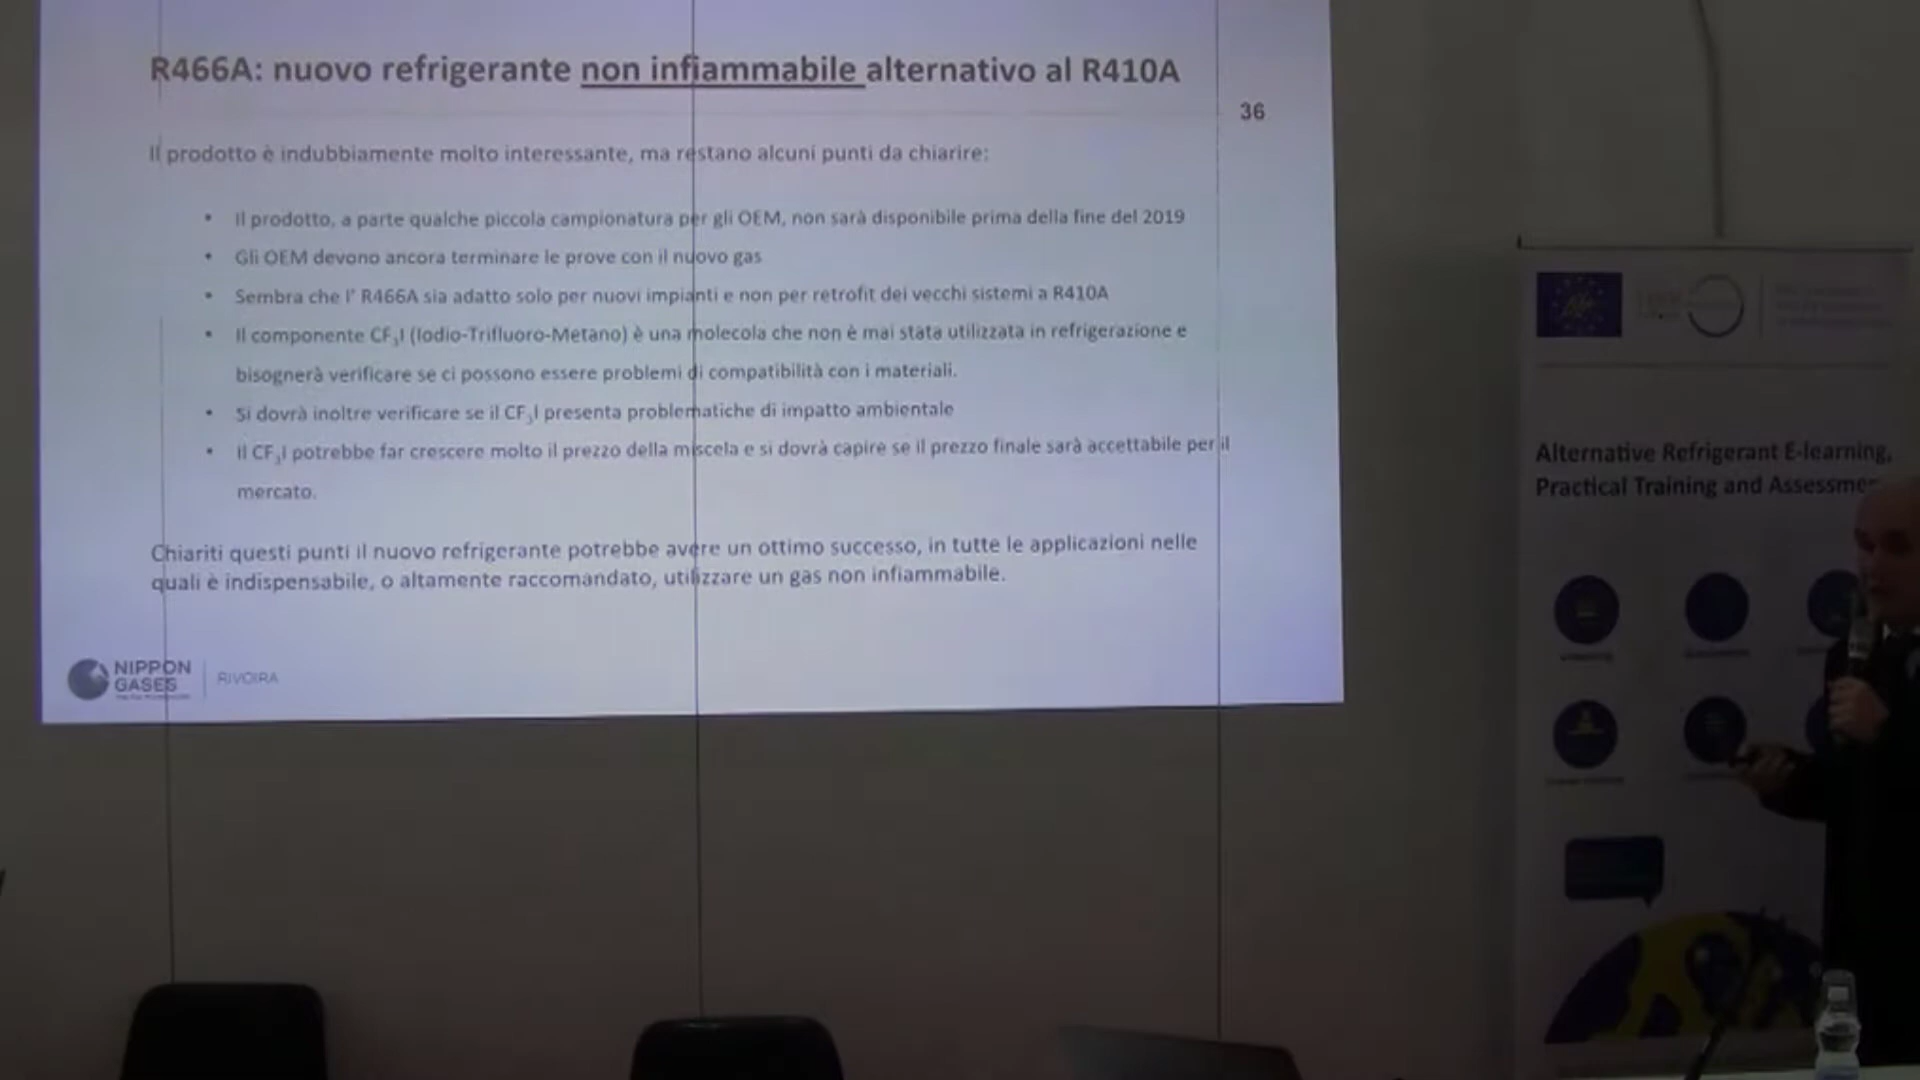 R466A: nuovo refrigerante non infiammabile alternativo al R410A
36
Il prodotto è indubbiamente molto interessante, ma restano alcuni punti da chiarire:
• Il prodotto, a parte qualche piccola campionatura per gli OEM, non sarà disponibile prima della fine del 2019
• Gli OEM devono ancora terminare le prove con il nuovo gas
• Sembra che l' R466A sia adatto solo per nuovi impianti e non per retrofit dei vecchi sistemi a R410A
• Il componente CF₃I (Iodio-Trifluoro-Metano) è una molecola che non è mai stata utilizzata in refrigerazione e
bisognerà verificare se ci possono essere problemi di compatibilità con i materiali.
• Si dovrà inoltre verificare se il CF₃I presenta problematiche di impatto ambientale
• Il CF₃I potrebbe far crescere molto il prezzo della miscela e si dovrà capire se il prezzo finale sarà accettabile per il
mercato.
Chiariti questi punti il nuovo refrigerante potrebbe avere un ottimo successo, in tutte le applicazioni nelle
quali è indispensabile, o altamente raccomandato, utilizzare un gas non infiammabile.
NIPPON
GASES
RIVOIRA
Alternative Refrigerant E-learning,
Practical Training and Assessme